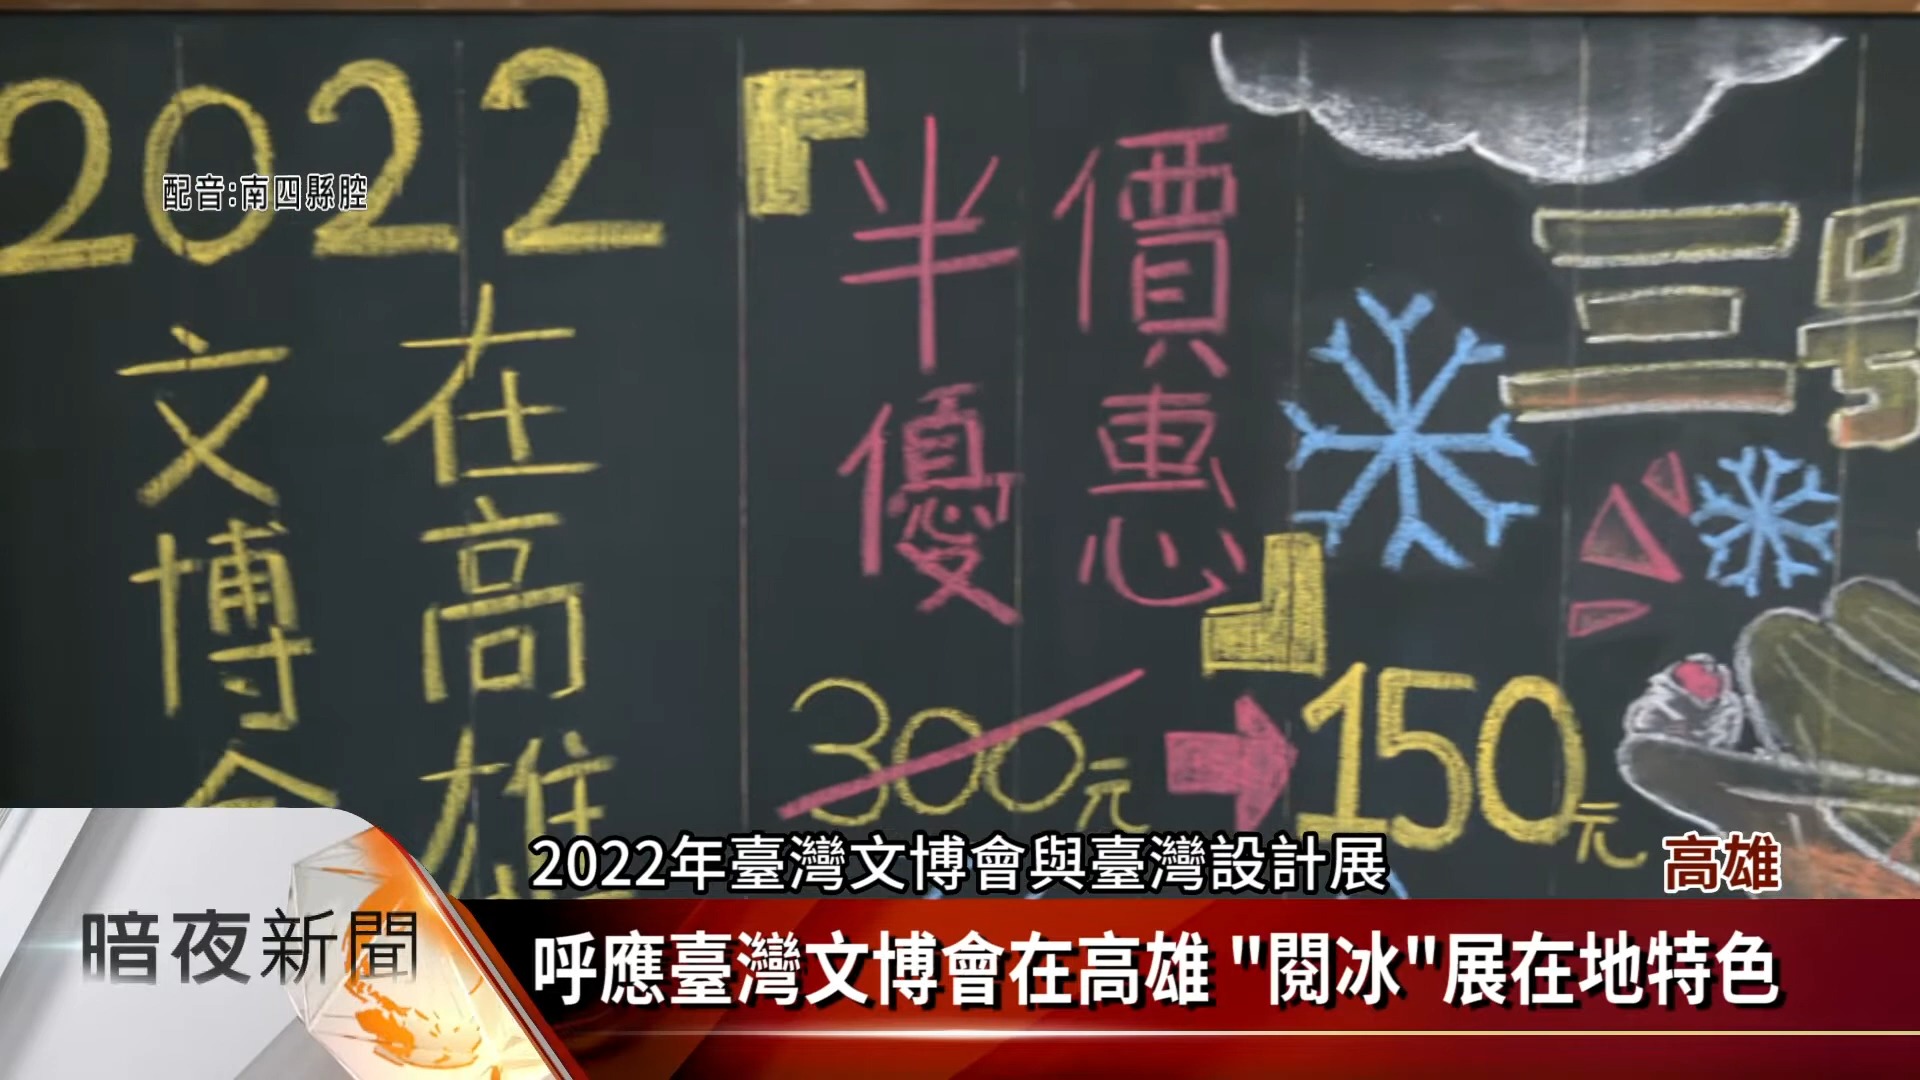 2022
在高雄
文博會
「半價
優惠」
300元
150元
三号
配音:南四縣腔
2022年臺灣文博會與臺灣設計展
高雄
暗夜新聞
呼應臺灣文博會在高雄 "閱冰"展在地特色